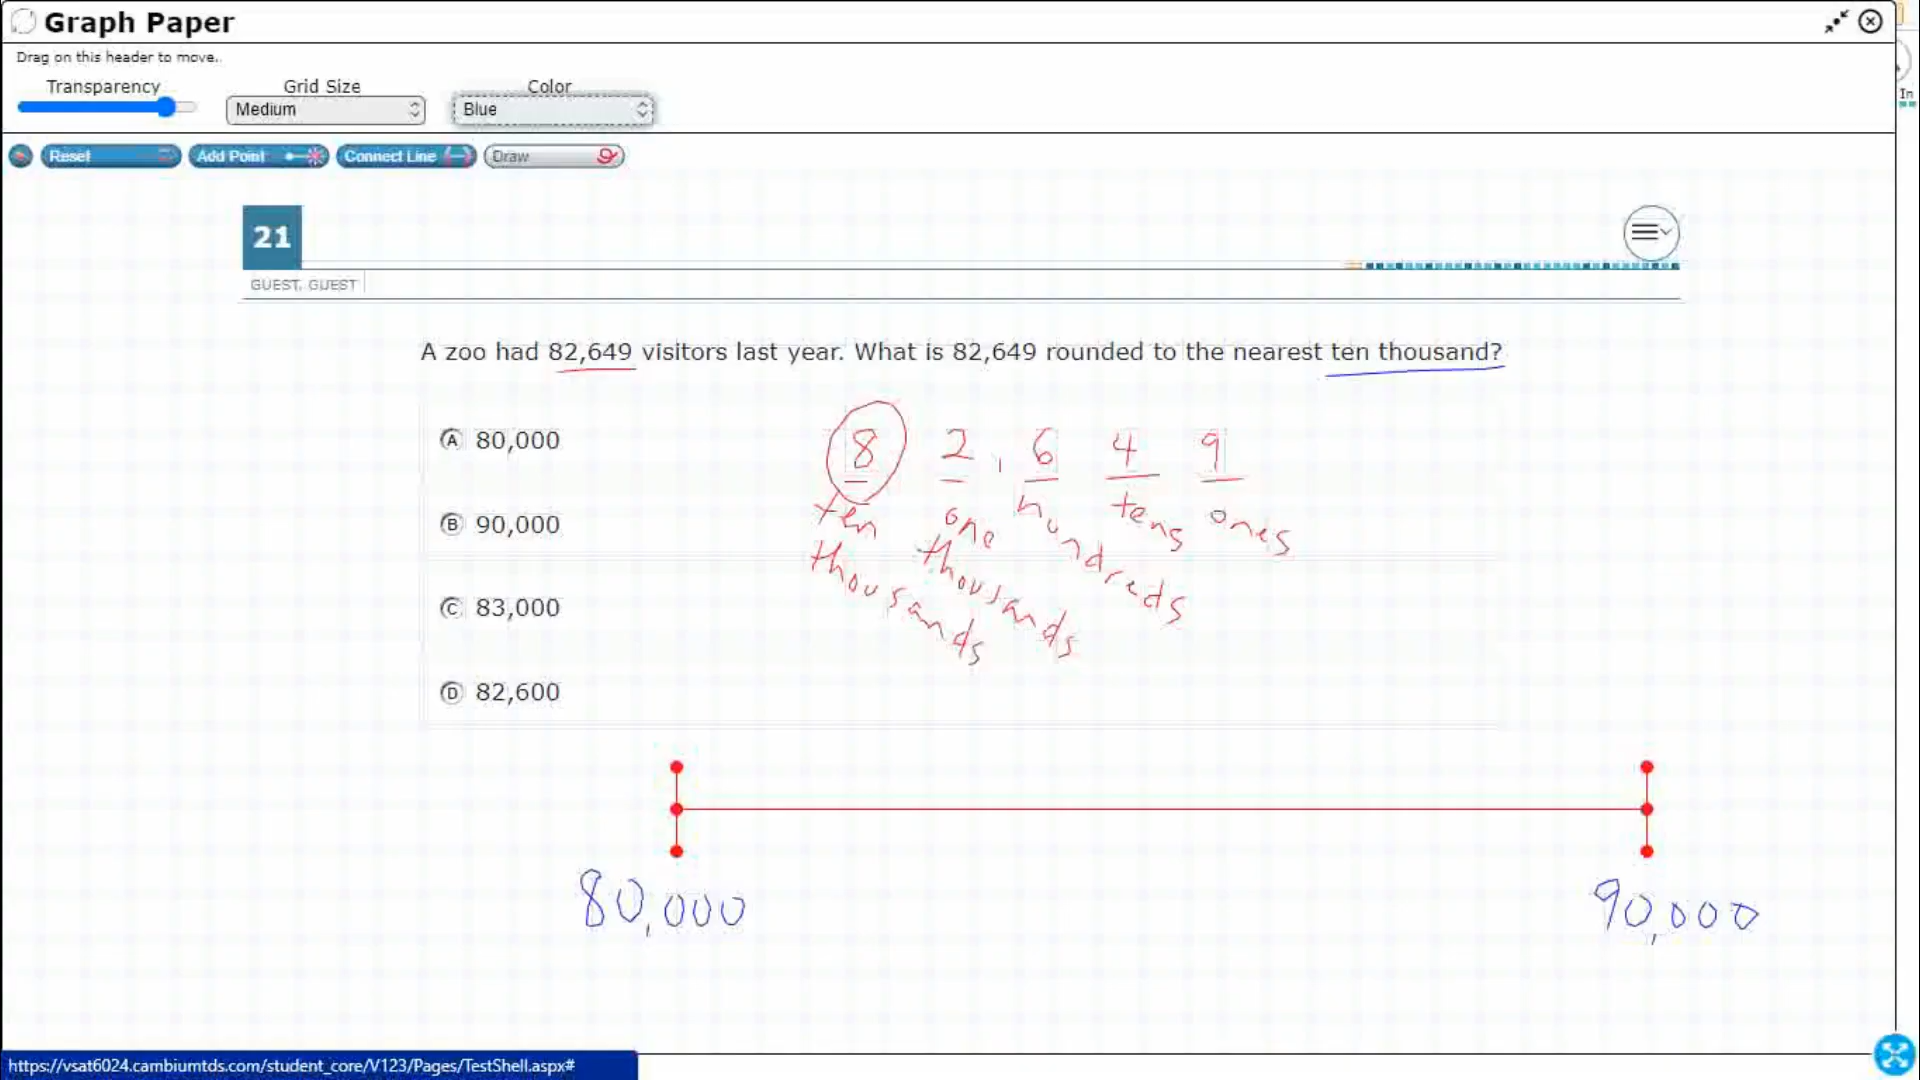 Graph Paper
Drag on this header to move..
Transparency Grid Size Color
Medium Blue
Reset Add Point Connect Line Draw
In
21
GUEST, GUEST
A zoo had 82,649 visitors last year. What is 82,649 rounded to the nearest ten thousand?
A 80,000
B 90,000
C 83,000
D 82,600
8 2 , 6 4 9
ten thousands
one thousands
hundreds
tens
ones
80,000 90,000
https://vsat6024.cambiumtds.com/student_core/V123/Pages/TestShell.aspx#